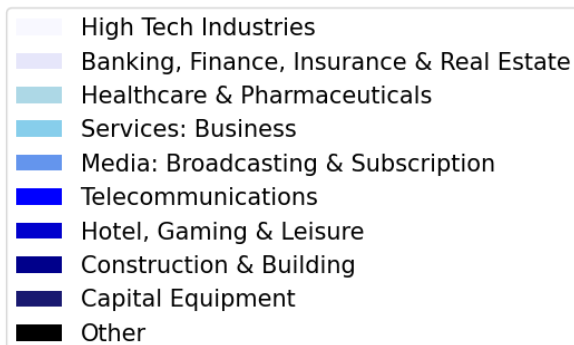 High Tech Industries
Banking, Finance, Insurance & Real Estate
Healthcare & Pharmaceuticals
Services: Business
Media: Broadcasting & Subscription
Telecommunications
Hotel, Gaming & Leisure
Construction & Building
Capital Equipment
Other